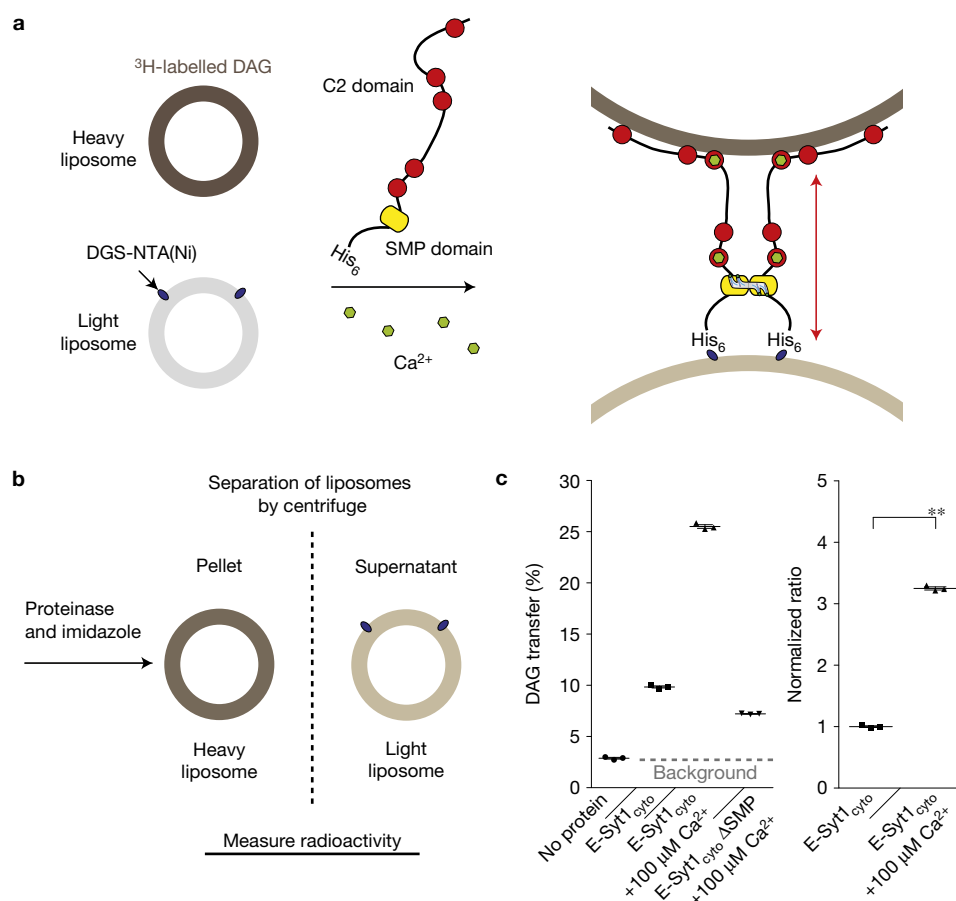 a
³H-labelled DAG
Heavy
liposome
DGS-NTA(Ni)
Light
liposome
C2 domain
SMP domain
His₆
Ca²⁺
His₆
His₆
b
Separation of liposomes
by centrifuge
Pellet
Supernatant
Proteinase
and imidazole
Heavy
liposome
Light
liposome
Measure radioactivity
c
DAG transfer (%)
30
25
20
15
10
5
0
Background
No protein
E-Syt1cyto
E-Syt1cyto
+100 μM Ca²⁺
E-Syt1cyto ΔSMP
+100 μM Ca²⁺
Normalized ratio
5
4
3
2
1
0
**
E-Syt1cyto
E-Syt1cyto
+100 μM Ca²⁺